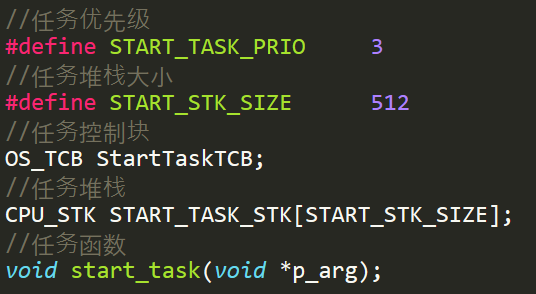 //任务优先级
#define START_TASK_PRIO     3
//任务堆栈大小
#define START_STK_SIZE      512
//任务控制块
OS_TCB StartTaskTCB;
//任务堆栈
CPU_STK START_TASK_STK[START_STK_SIZE];
//任务函数
void start_task(void *p_arg);